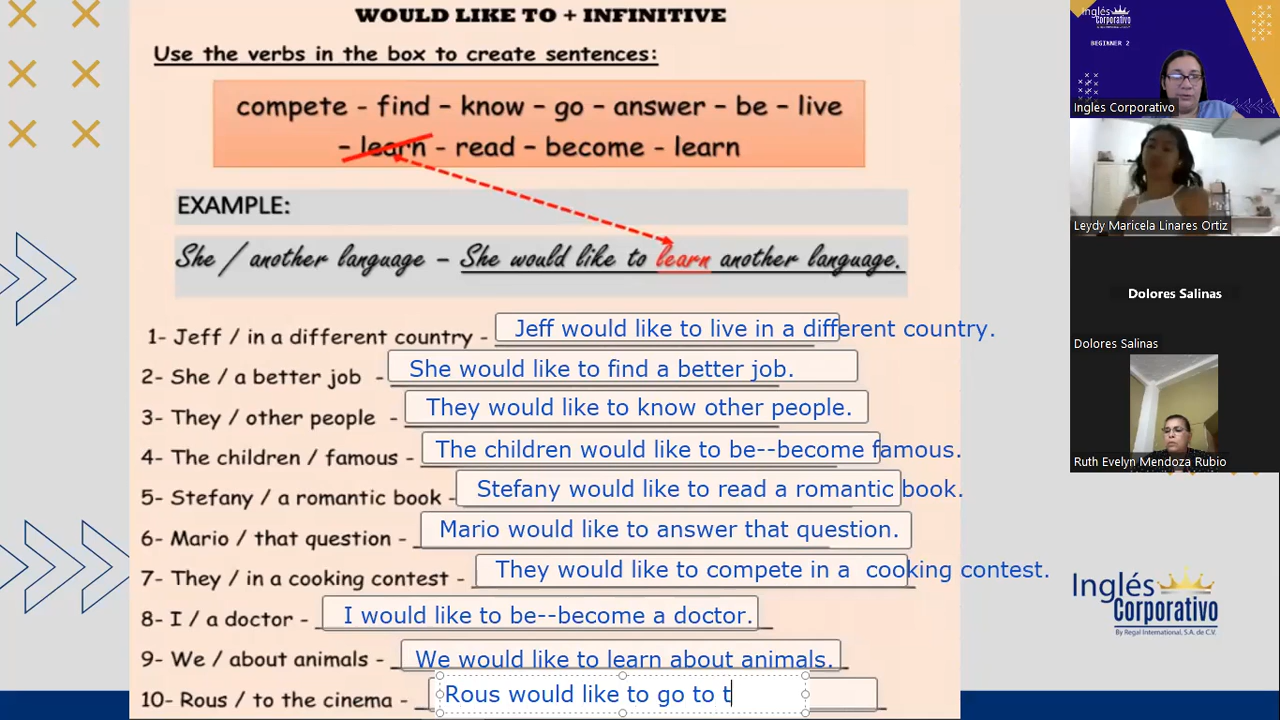 WOULD LIKE TO + INFINITIVE
Use the verbs in the box to create sentences:
compete - find – know – go – answer – be – live
– learn - read – become - learn
EXAMPLE:
She / another language – She would like to learn another language.
1- Jeff / in a different country - Jeff would like to live in a different country.
2- She / a better job - She would like to find a better job.
3- They / other people - They would like to know other people.
4- The children / famous - The children would like to be--become famous.
5- Stefany / a romantic book - Stefany would like to read a romantic book.
6- Mario / that question - Mario would like to answer that question.
7- They / in a cooking contest - They would like to compete in a cooking contest.
8- I / a doctor - I would like to be--become a doctor.
9- We / about animals - We would like to learn about animals.
10- Rous / to the cinema - Rous would like to go to t
Inglés
Corporativo
BEGINNER 2
Ingles Corporativo
Leydy Maricela Linares Ortiz
Dolores Salinas
Dolores Salinas
Ruth Evelyn Mendoza Rubio
Inglés
Corporativo
By Regal International, S.A. de C.V.